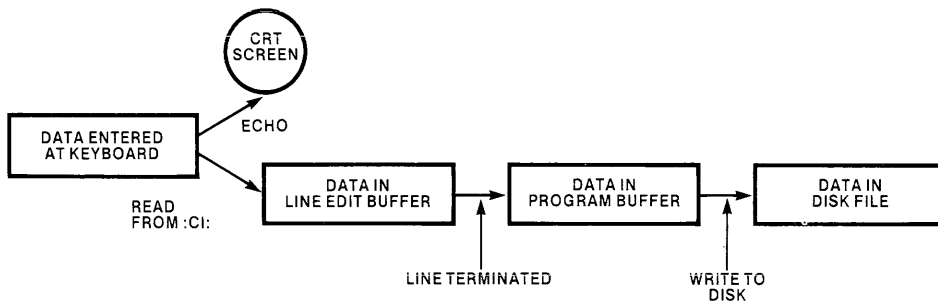 CRT
SCREEN
ECHO
DATA ENTERED
AT KEYBOARD
READ
FROM :CI:
DATA IN
LINE EDIT BUFFER
LINE TERMINATED
DATA IN
PROGRAM BUFFER
WRITE TO
DISK
DATA IN
DISK FILE